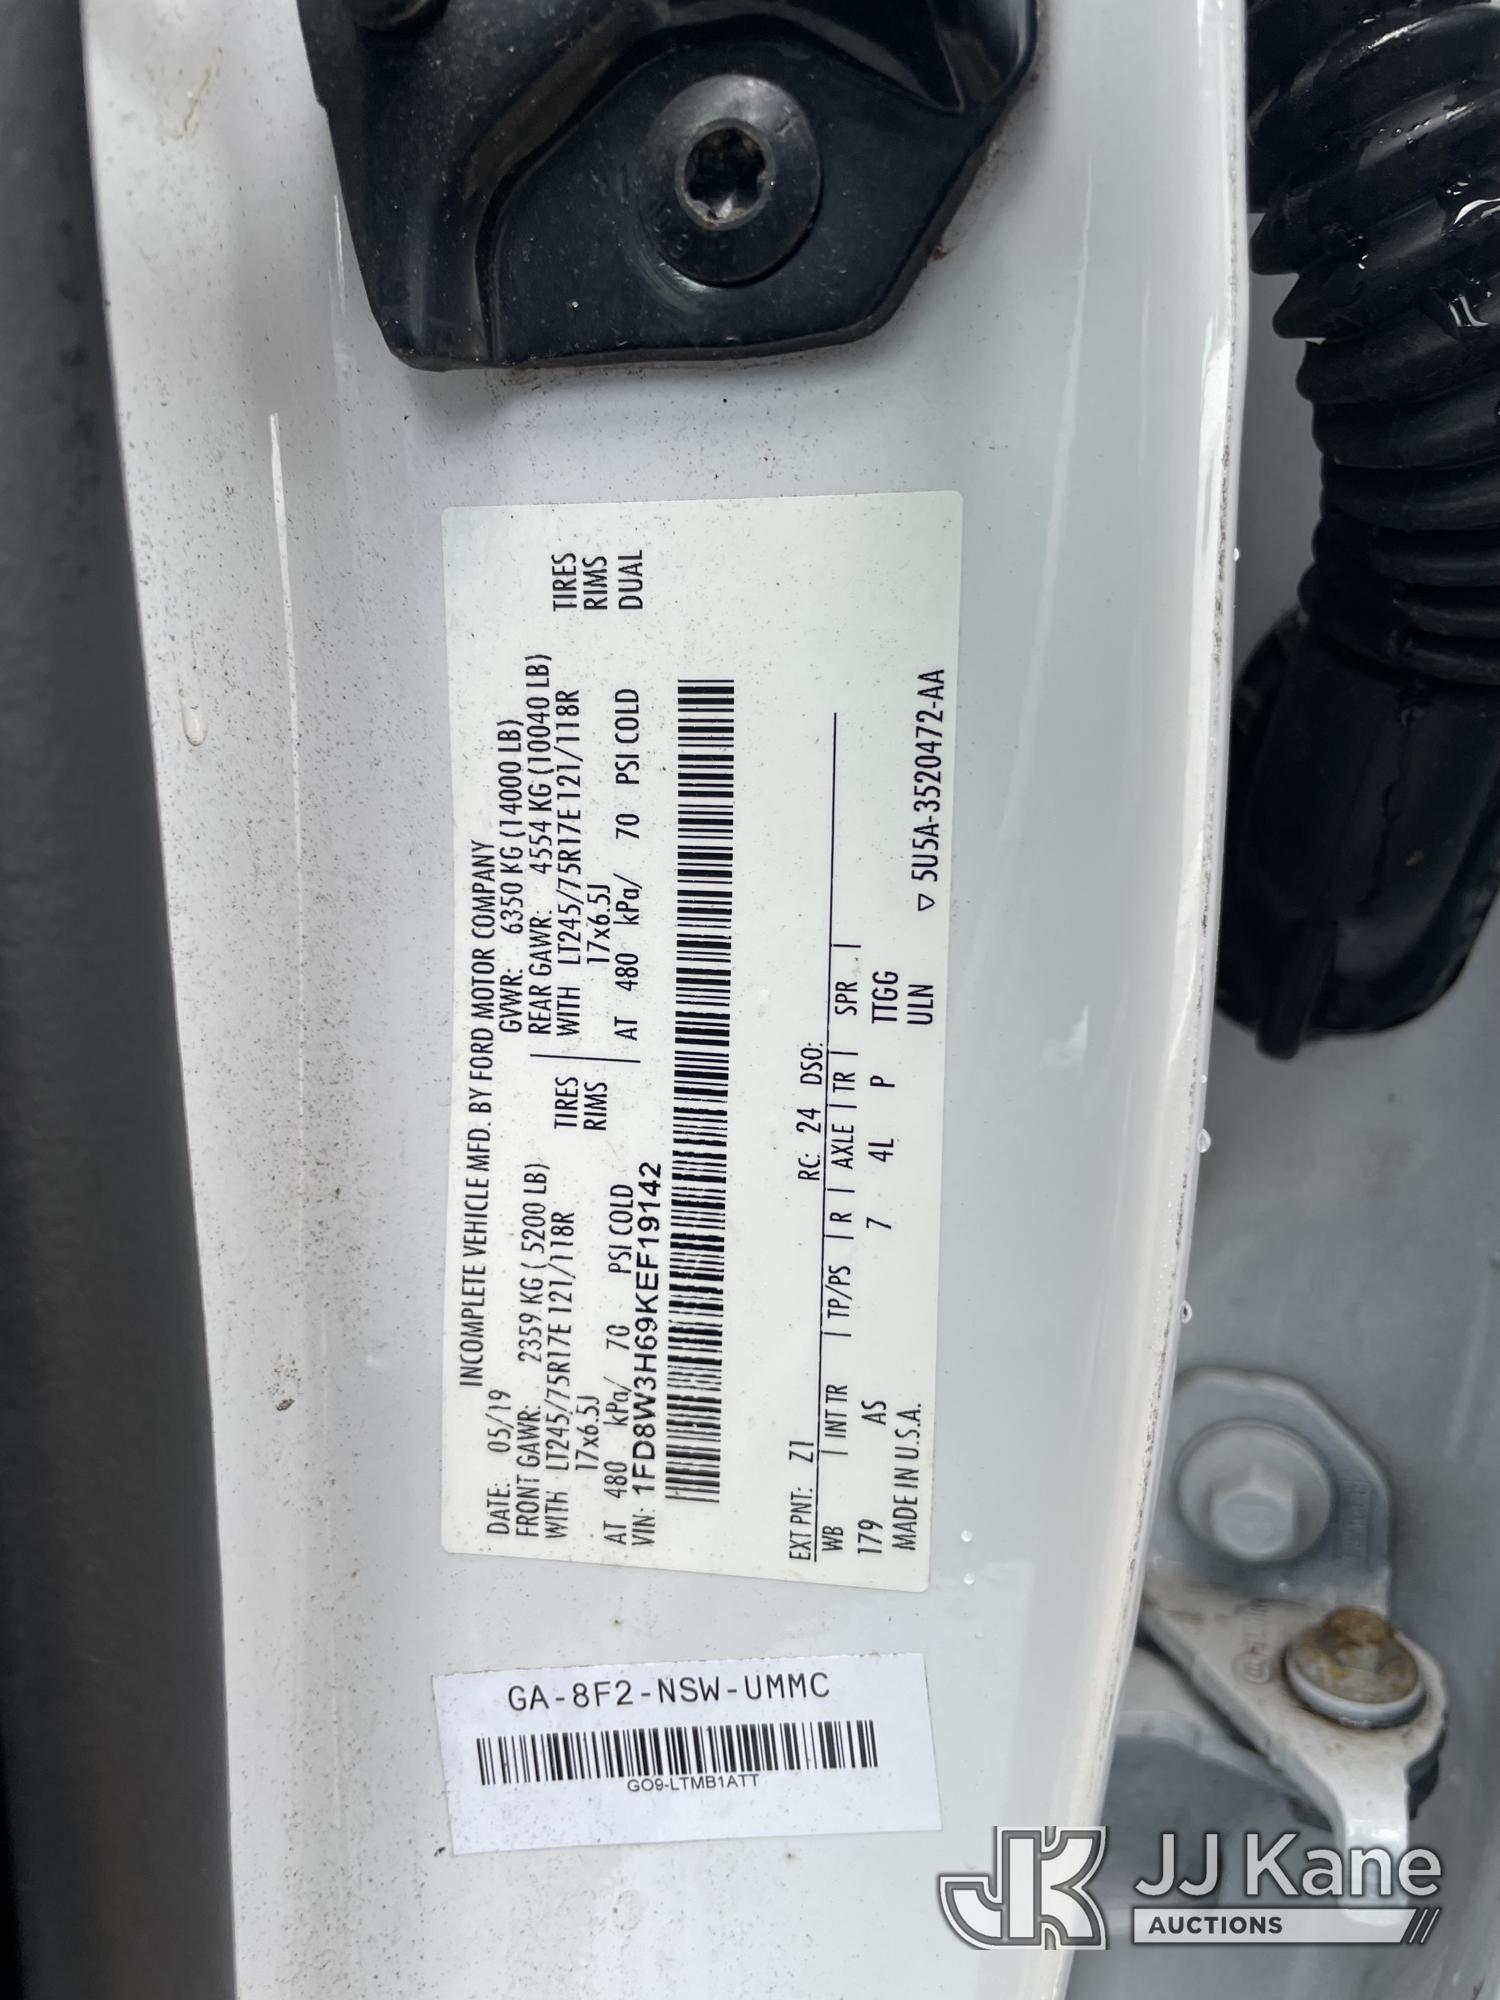 INCOMPLETE VEHICLE MFD. BY FORD MOTOR COMPANY
DATE: 05/19 GVWR: 6350 KG (14000 LB)
FRONT GAWR: 2359 KG ( 5200 LB) REAR GAWR: 4554 KG (10040 LB)
WITH LT245/75R17E 121/118R TIRES WITH LT245/75R17E 121/118R TIRES
17x6.5J RIMS 17x6.5J RIMS
AT 480 kPa/ 70 PSI COLD AT 480 kPa/ 70 PSI COLD DUAL
VIN: 1FD8W3H69KEF19142
EXT PNT: Z1 RC: 24 DSO:
WB INT TR TP/PS R AXLE TR SPR
179 AS 7 4L P TTGG
MADE IN U.S.A. ULN
▽ 5U5A-3520472-AA
GA-8F2-NSW-UMMC
GO9-LTMB1ATT
JK JJ Kane
AUCTIONS